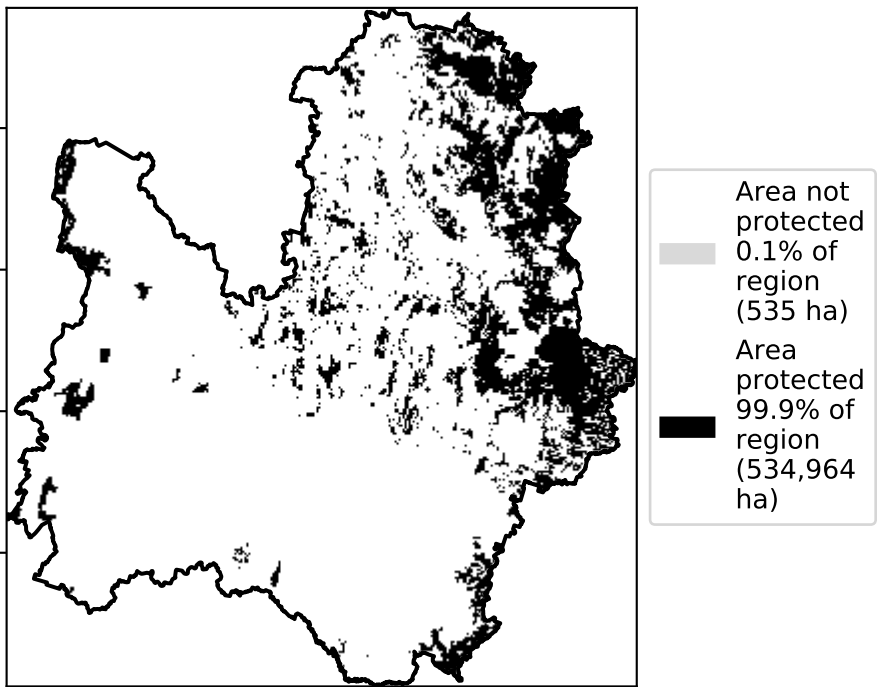 Area not
protected
0.1% of
region
(535 ha)
Area
protected
99.9% of
region
(534,964
ha)